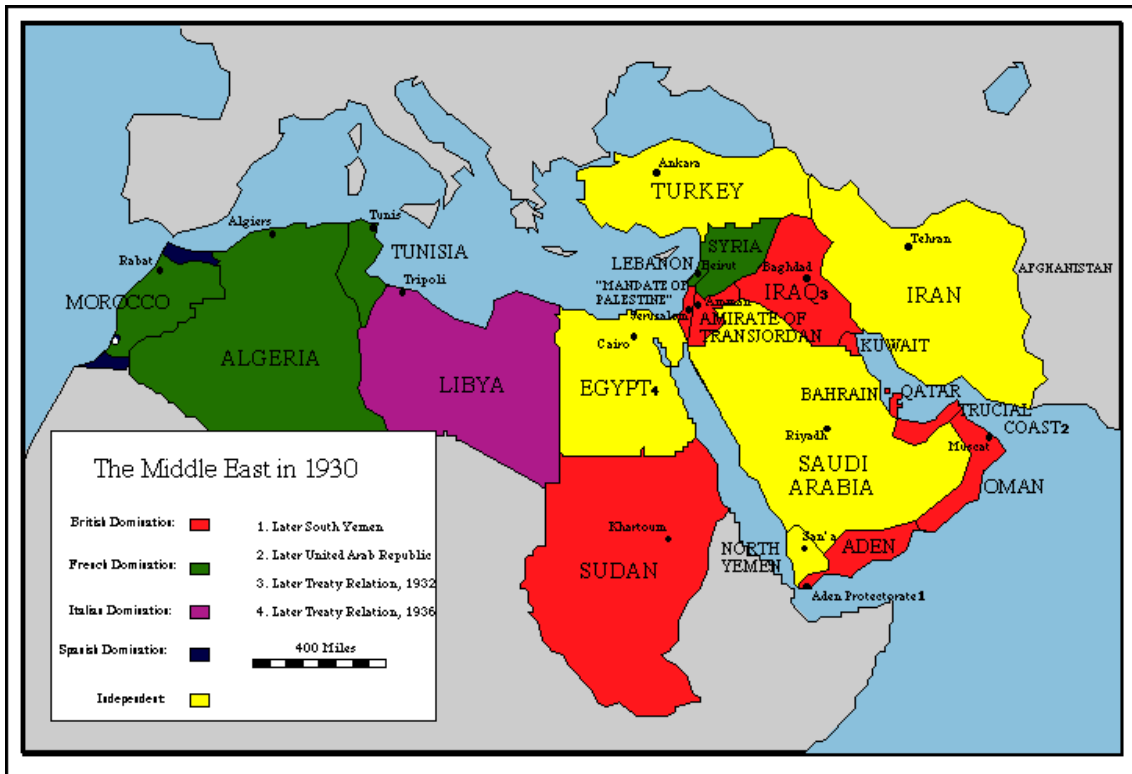 Ankara
TURKEY
Algiers
Tunis
TUNISIA
Rabat
Tripoli
MOROCCO
SYRIA
LEBANON
Beirut
"MANDATE OF
PALESTINE"
Jerusalem
Amman
AMIRATE OF
TRANSJORDAN
Baghdad
IRAQ3
Tehran
IRAN
AFGHANISTAN
KUWAIT
ALGERIA
LIBYA
Cairo
EGYPT4
BAHRAIN
QATAR
TRUCIAL
COAST2
Riyadh
Muscat
SAUDI
ARABIA
OMAN
Khartoum
SUDAN
NORTH
YEMEN
San'a
ADEN
Aden Protectorate 1
The Middle East in 1930
British Domination:
French Domination:
Italian Domination:
Spanish Domination:
Independent:
1. Later South Yemen
2. Later United Arab Republic
3. Later Treaty Relation, 1932
4. Later Treaty Relation, 1936
400 Miles